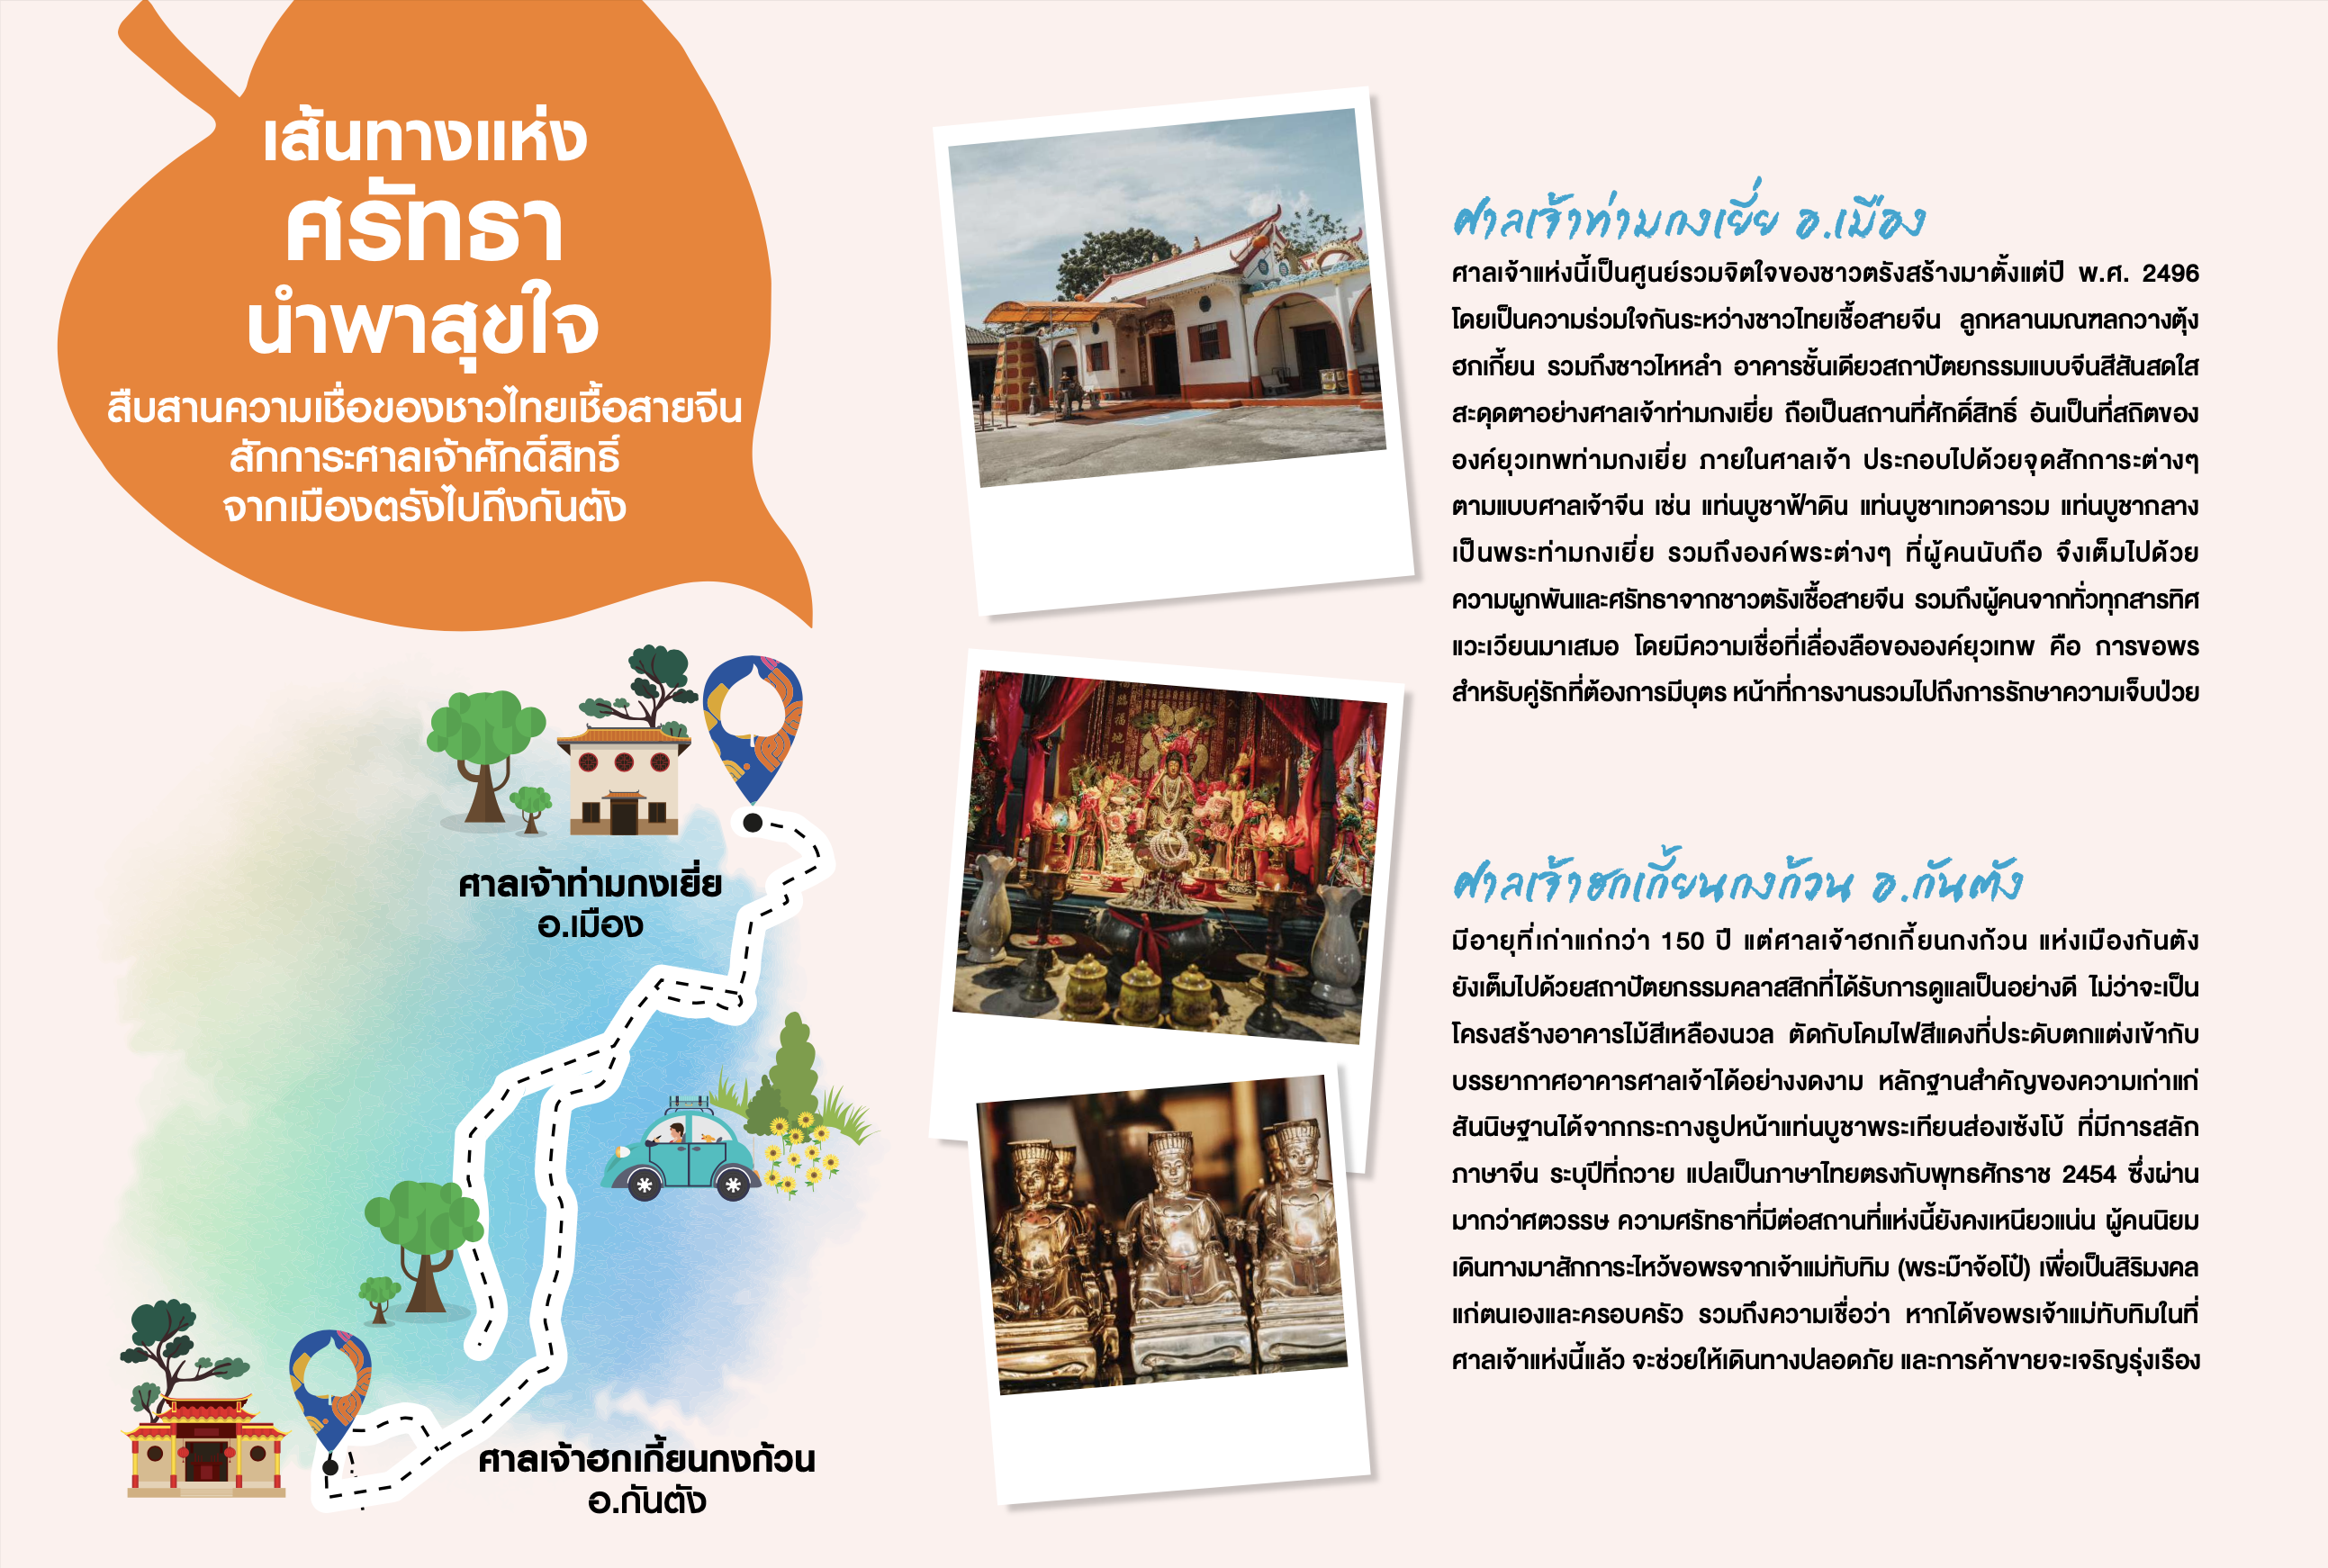 เส้นทางแห่ง
ศรัทธา
นำพาสุขใจ
สืบสานความเชื่อของชาวไทยเชื้อสายจีน
สักการะศาลเจ้าศักดิ์สิทธิ์
จากเมืองตรังไปถึงกันตัง
ศาลเจ้าท่ามกงเยี่ย
อ.เมือง
ศาลเจ้าฮกเกี้ยนกงก้วน
อ.กันตัง
ศาลเจ้าท่ามกงเยี่ย อ.เมือง
ศาลเจ้าแห่งนี้เป็นศูนย์รวมจิตใจของชาวตรังสร้างมาตั้งแต่ปี พ.ศ. 2496
โดยเป็นความร่วมใจกันระหว่างชาวไทยเชื้อสายจีน ลูกหลานมณฑลกวางตุ้ง
ฮกเกี้ยน รวมถึงชาวไหหลำ อาคารชั้นเดียวสถาปัตยกรรมแบบจีนสีสันสดใส
สะดุดตาอย่างศาลเจ้าท่ามกงเยี่ย ถือเป็นสถานที่ศักดิ์สิทธิ์ อันเป็นที่สถิตของ
องค์ยุวเทพท่ามกงเยี่ย ภายในศาลเจ้า ประกอบไปด้วยจุดสักการะต่างๆ
ตามแบบศาลเจ้าจีน เช่น แท่นบูชาฟ้าดิน แท่นบูชาเทวดารวม แท่นบูชากลาง
เป็นพระท่ามกงเยี่ย รวมถึงองค์พระต่างๆ ที่ผู้คนนับถือ จึงเต็มไปด้วย
ความผูกพันและศรัทธาจากชาวตรังเชื้อสายจีน รวมถึงผู้คนจากทั่วทุกสารทิศ
แวะเวียนมาเสมอ โดยมีความเชื่อที่เลื่องลือขององค์ยุวเทพ คือ การขอพร
สำหรับคู่รักที่ต้องการมีบุตร หน้าที่การงานรวมไปถึงการรักษาความเจ็บป่วย
ศาลเจ้าฮกเกี้ยนกงก้วน อ.กันตัง
มีอายุที่เก่าแก่กว่า 150 ปี แต่ศาลเจ้าฮกเกี้ยนกงก้วน แห่งเมืองกันตัง
ยังเต็มไปด้วยสถาปัตยกรรมคลาสสิกที่ได้รับการดูแลเป็นอย่างดี ไม่ว่าจะเป็น
โครงสร้างอาคารไม้สีเหลืองนวล ตัดกับโคมไฟสีแดงที่ประดับตกแต่งเข้ากับ
บรรยากาศอาคารศาลเจ้าได้อย่างงดงาม หลักฐานสำคัญของความเก่าแก่
สันนิษฐานได้จากกระถางธูปหน้าแท่นบูชาพระเทียนส่องเซ้งโบ้ ที่มีการสลัก
ภาษาจีน ระบุปีที่ถวาย แปลเป็นภาษาไทยตรงกับพุทธศักราช 2454 ซึ่งผ่าน
มากว่าศตวรรษ ความศรัทธาที่มีต่อสถานที่แห่งนี้ยังคงเหนียวแน่น ผู้คนนิยม
เดินทางมาสักการะไหว้ขอพรจากเจ้าแม่ทับทิม (พระม๊าจ้อโป๋) เพื่อเป็นสิริมงคล
แก่ตนเองและครอบครัว รวมถึงความเชื่อว่า หากได้ขอพรเจ้าแม่ทับทิมในที่
ศาลเจ้าแห่งนี้แล้ว จะช่วยให้เดินทางปลอดภัย และการค้าขายจะเจริญรุ่งเรือง